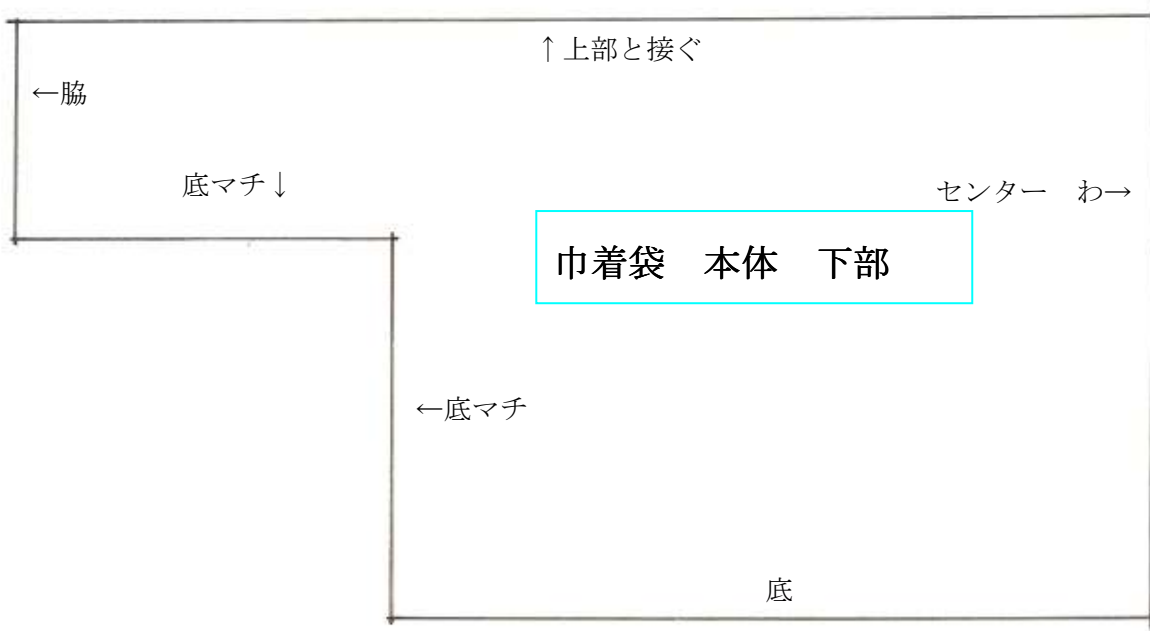 ↑上部と接ぐ
←脇
底マチ↓
センター　わ→
巾着袋　本体　下部
←底マチ
底